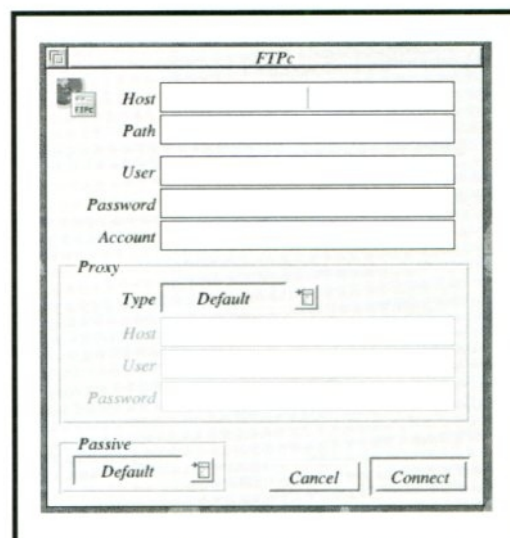 FTPc
FTPc
Host
Path
User
Password
Account
Proxy
Type Default
Host
User
Password
Passive
Default
Cancel Connect